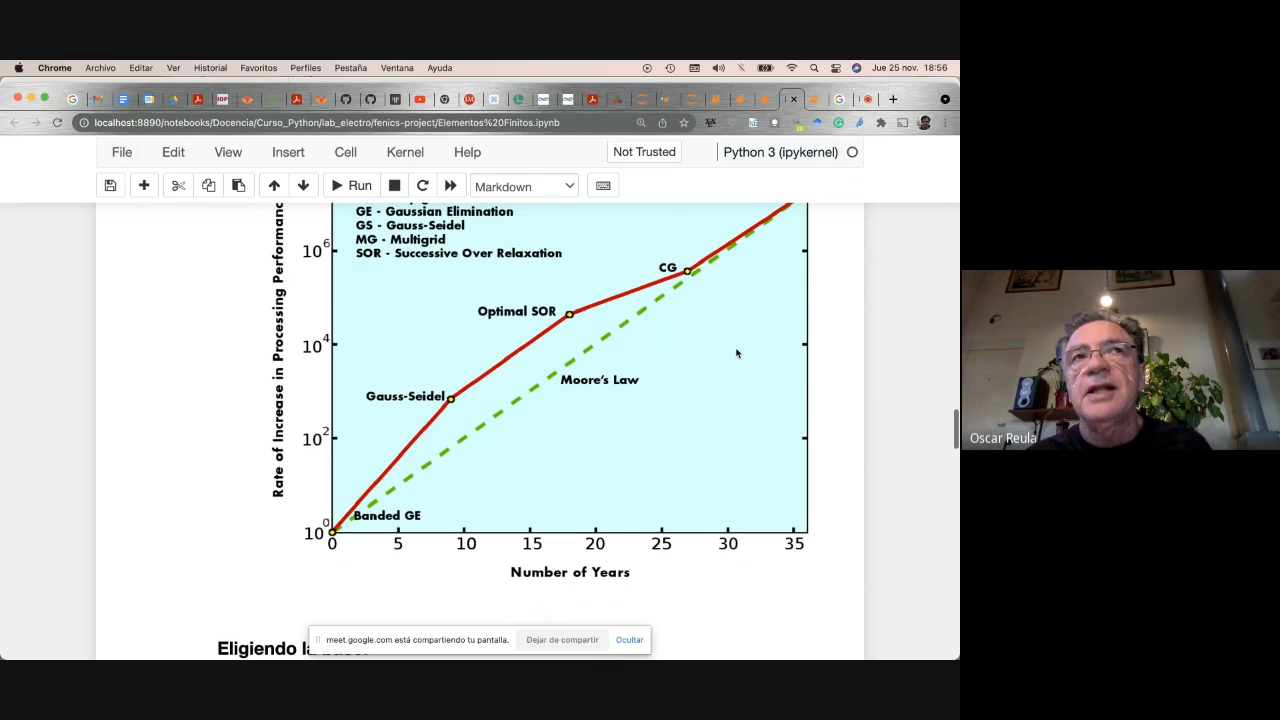 Chrome Archivo Editar Ver Historial Favoritos Perfiles Pestaña Ventana Ayuda Jue 25 nov. 18:56
localhost:8890/notebooks/Docencia/Curso_Python/lab_electro/fenics-project/Elementos%20Finitos.ipynb
File Edit View Insert Cell Kernel Help Not Trusted Python 3 (ipykernel)
Run Markdown
GE - Gaussian Elimination
GS - Gauss-Seidel
MG - Multigrid
SOR - Successive Over Relaxation
Rate of Increase in Processing Performanc
10^6
10^4
10^2
10^0
CG
Optimal SOR
Moore's Law
Gauss-Seidel
Banded GE
0 5 10 15 20 25 30 35
Number of Years
meet.google.com está compartiendo tu pantalla. Dejar de compartir Ocultar
Eligiendo
Oscar Reula